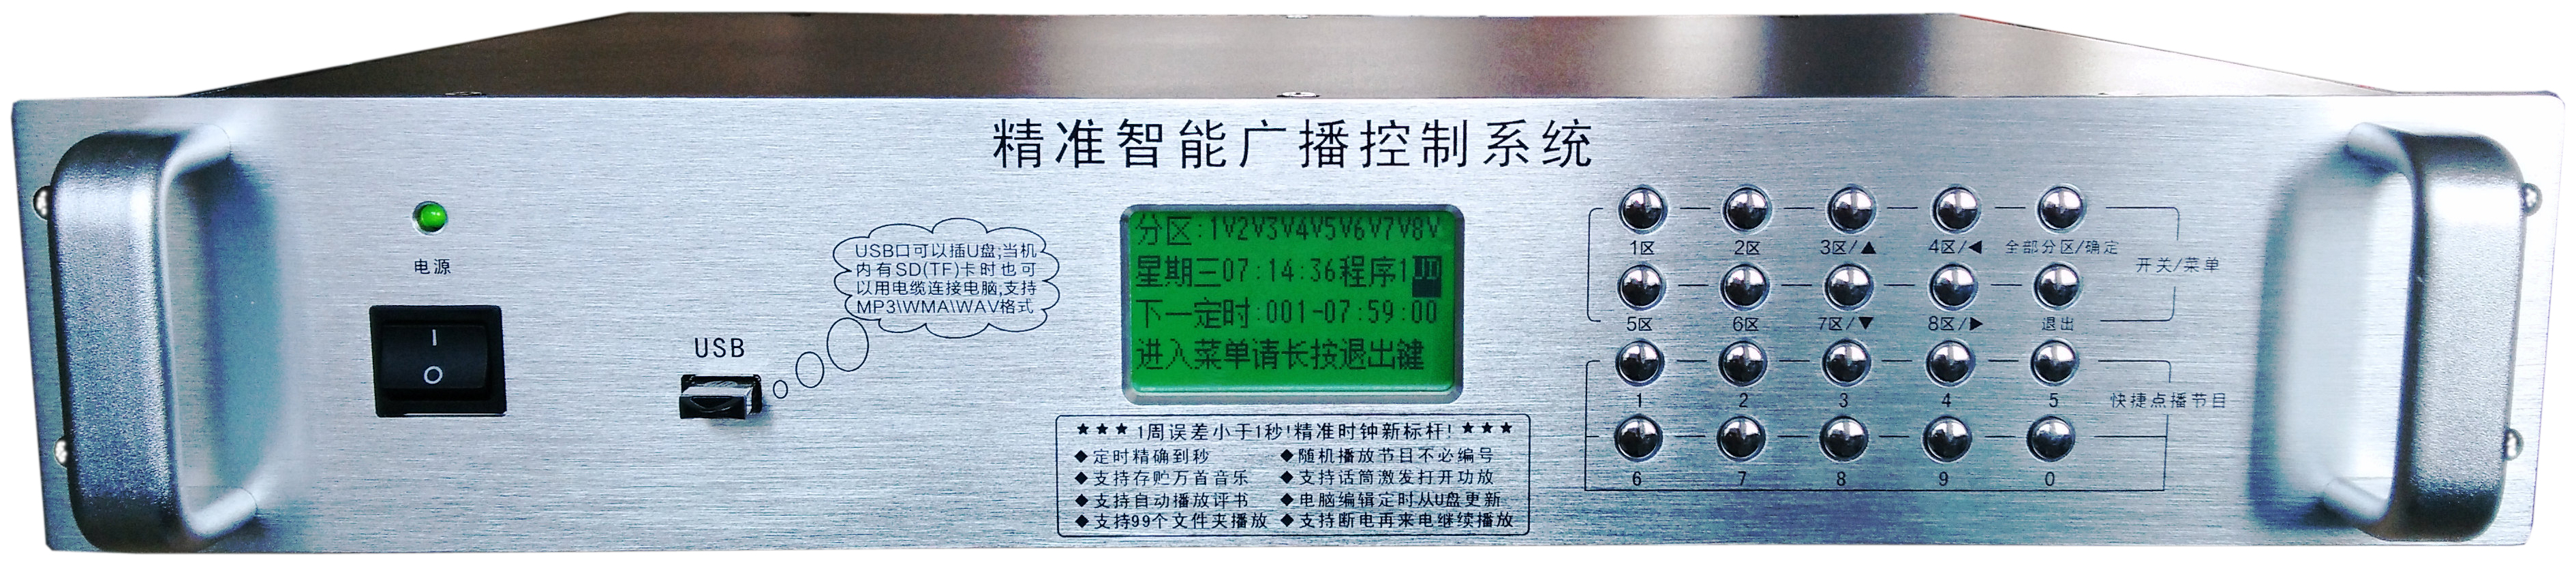 精准智能广播控制系统
电源
USB口可以插U盘;当机
内有SD(TF)卡时也可
以用电缆连接电脑,支持
MP3\WMA\WAV格式
USB
分区:1V2V3V4V5V6V7V8V
星期三07:14:36程序1JD
下一定时:001-07:59:00
进入菜单请长按退出键
★★★ 1周误差小于1秒!精准时钟新标杆! ★★★
◆定时精确到秒 ◆随机播放节目不必编号
◆支持存贮万首音乐 ◆支持话筒激发打开功放
◆支持自动播放评书 ◆电脑编辑定时从U盘更新
◆支持99个文件夹播放 ◆支持断电再来电继续播放
1区 2区 3区/▲ 4区/◀ 全部分区/确定
开关/菜单
5区 6区 7区/▼ 8区/▶ 退出
1 2 3 4 5 快捷点播节目
6 7 8 9 0